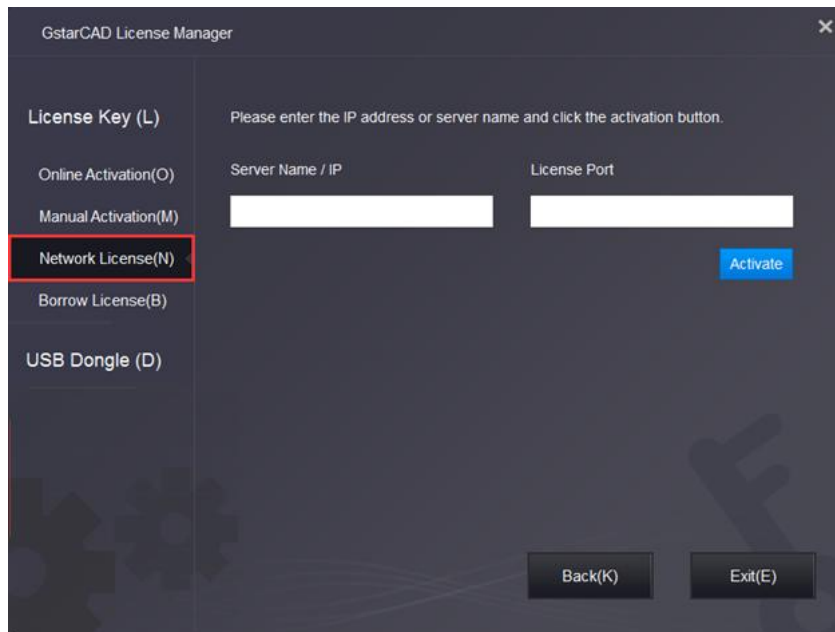 GstarCAD License Manager
×
License Key (L)
Online Activation(O)
Manual Activation(M)
Network License(N)
Borrow License(B)
USB Dongle (D)
Please enter the IP address or server name and click the activation button.
Server Name / IP
License Port
Activate
Back(K)
Exit(E)